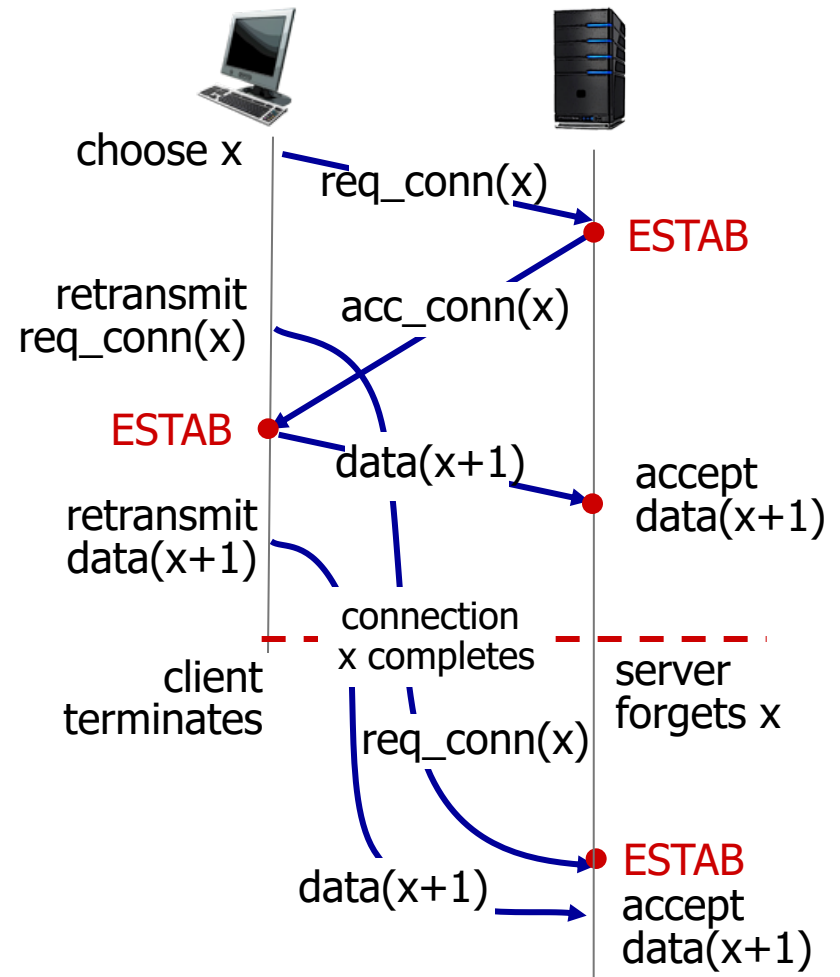 choose x
req_conn(x)
ESTAB
retransmit
req_conn(x)
acc_conn(x)
ESTAB
data(x+1)
accept
data(x+1)
retransmit
data(x+1)
connection
x completes
client
terminates
server
forgets x
req_conn(x)
ESTAB
data(x+1)
accept
data(x+1)